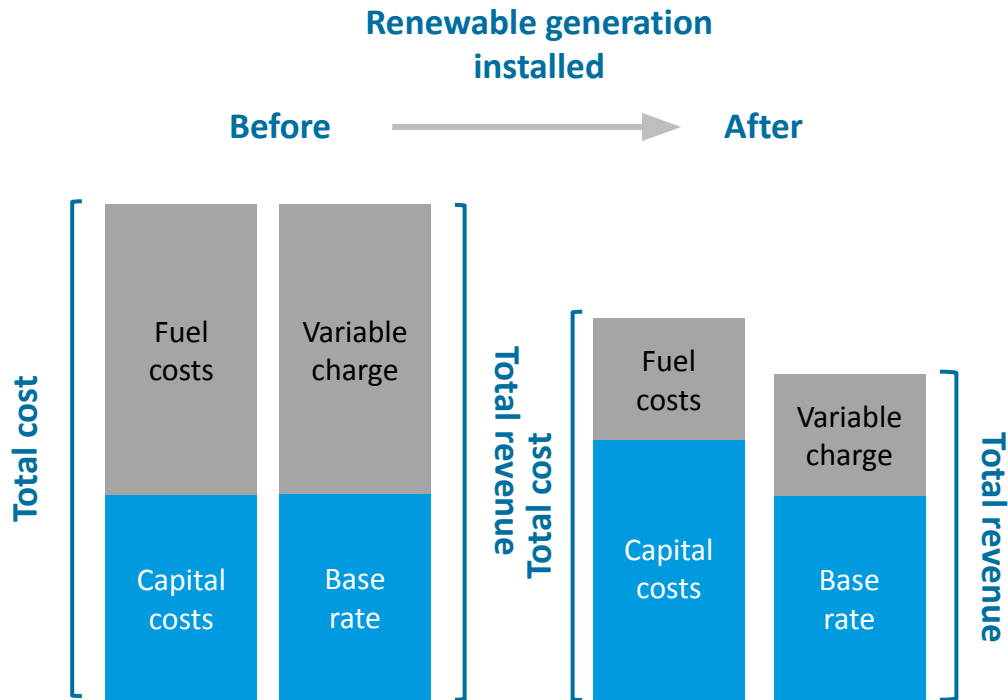 Renewable generation
installed
Before
After
Total cost
Fuel
costs
Capital
costs
Variable
charge
Base
rate
Total revenue
Total cost
Fuel
costs
Capital
costs
Variable
charge
Base
rate
Total revenue